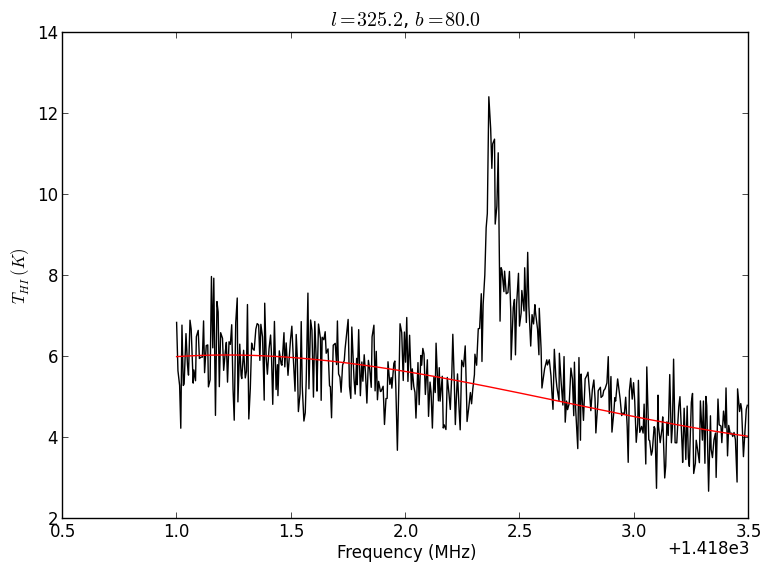 l = 325.2, b = 80.0
14
12
10
8
6
4
2
T_HI (K)
0.5 1.0 1.5 2.0 2.5 3.0 3.5
Frequency (MHz)
+1.418e3